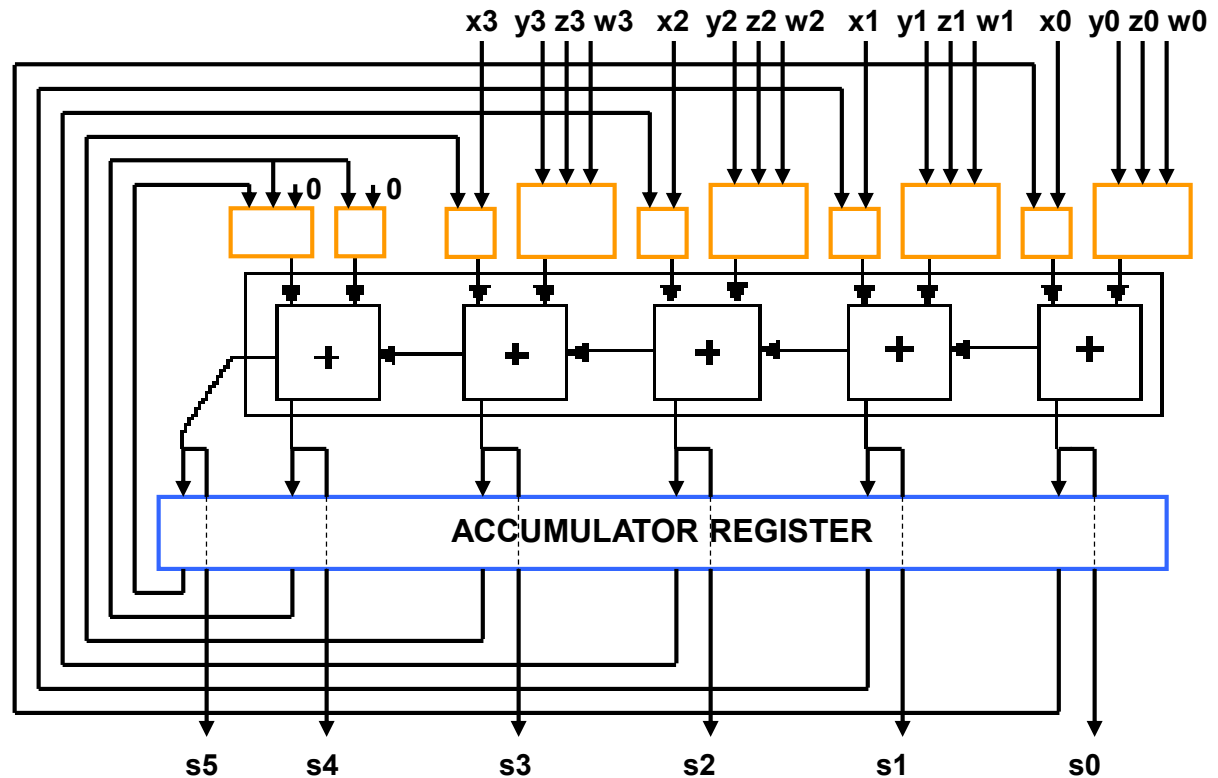 x3 y3 z3 w3 x2 y2 z2 w2 x1 y1 z1 w1 x0 y0 z0 w0
0 0
+ + + + +
ACCUMULATOR REGISTER
s5 s4 s3 s2 s1 s0